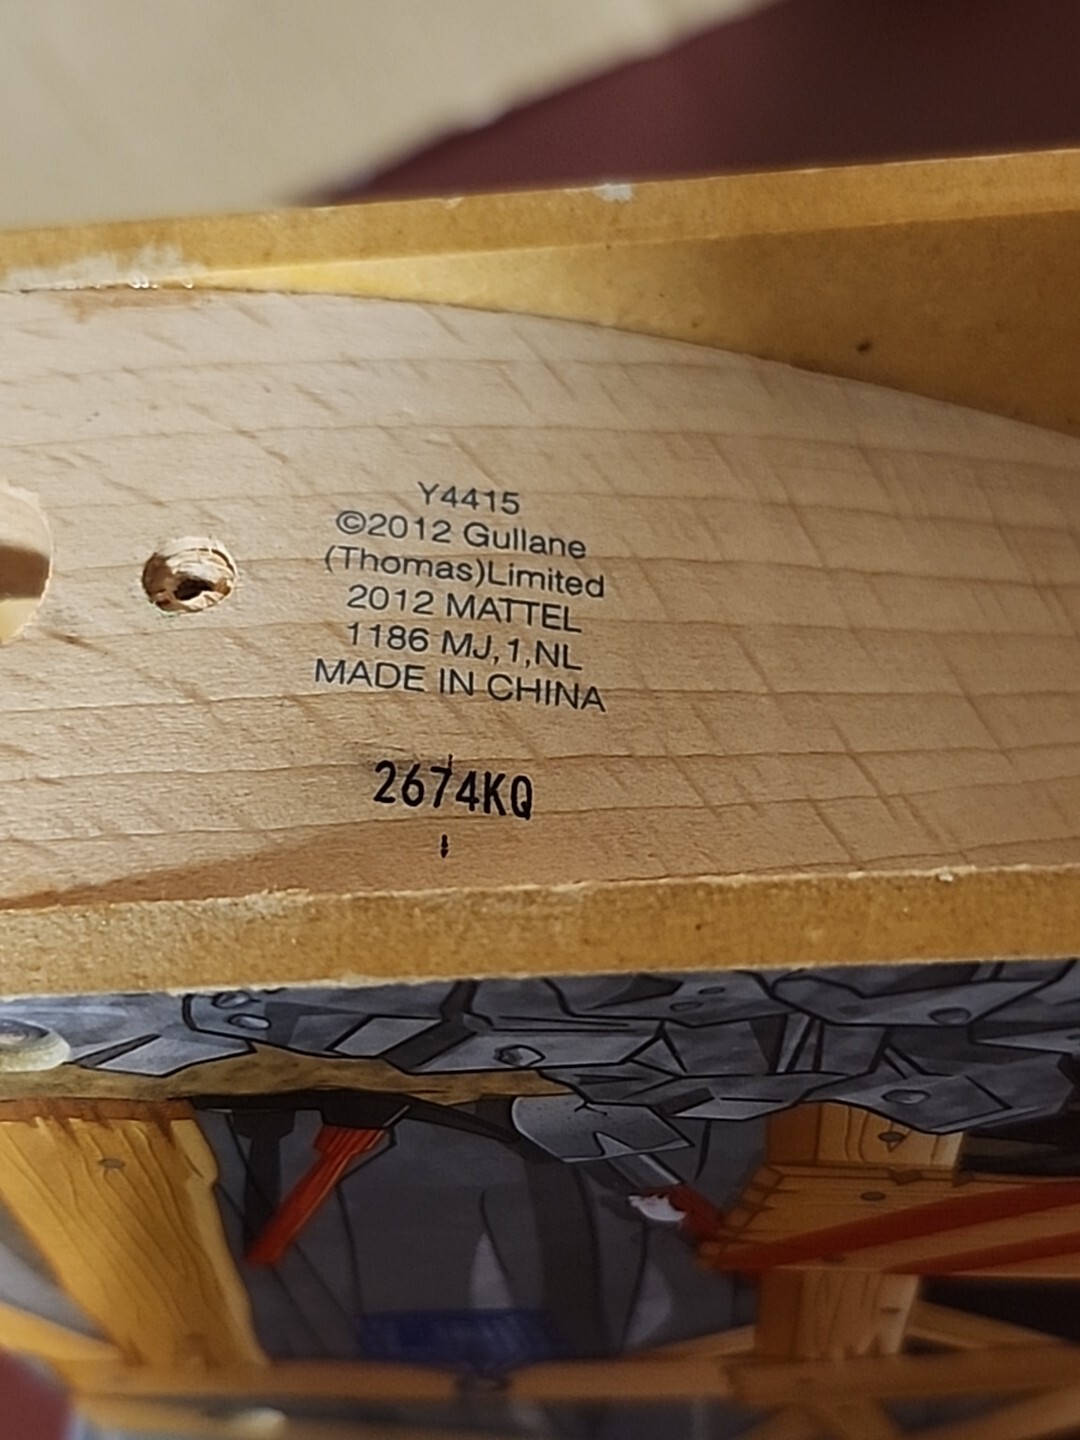 Y4415
©2012 Gullane
(Thomas)Limited
2012 MATTEL
1186 MJ,1,NL
MADE IN CHINA
2674KQ